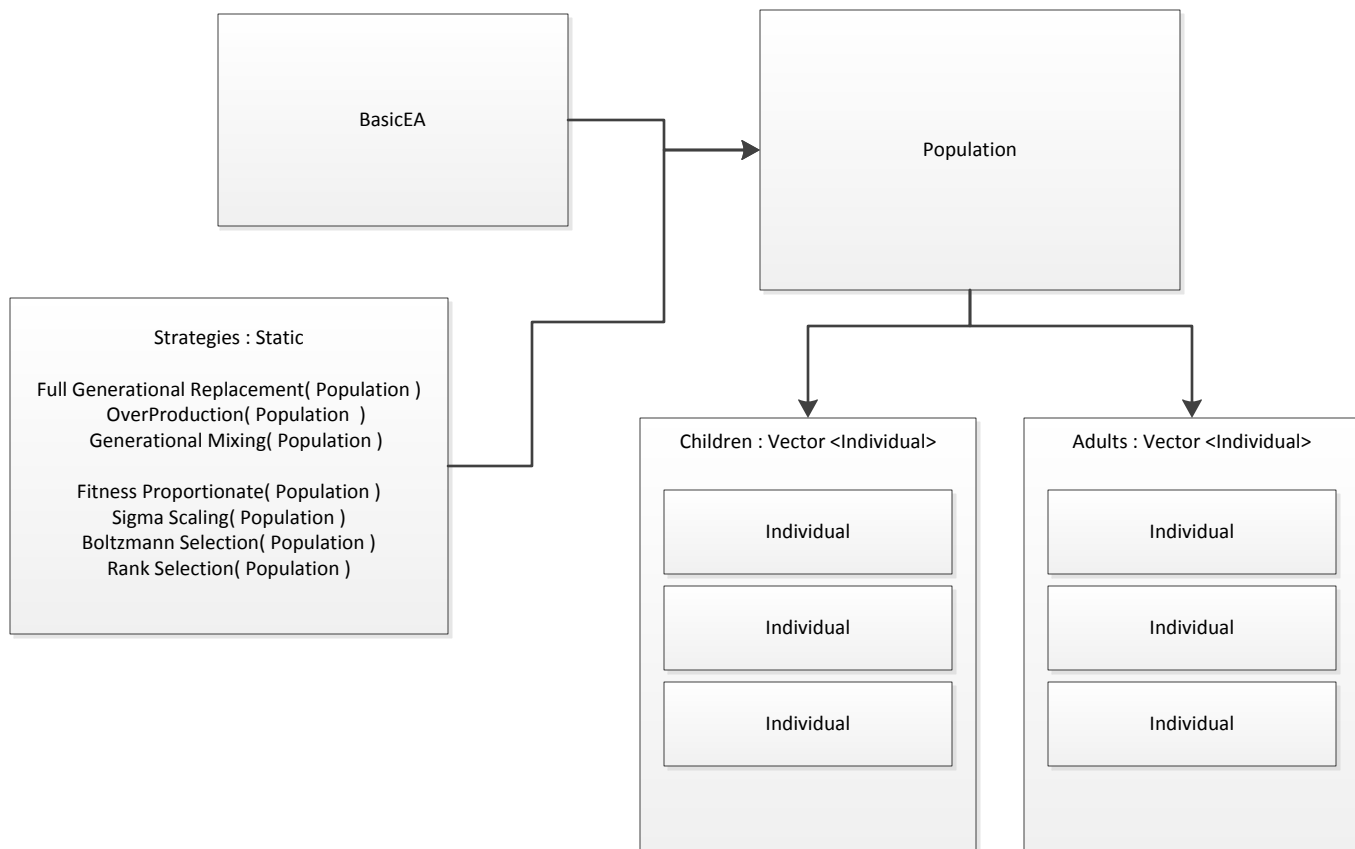 BasicEA
Population
Strategies : Static
Full Generational Replacement( Population )
OverProduction( Population  )
Generational Mixing( Population )
Fitness Proportionate( Population )
Sigma Scaling( Population )
Boltzmann Selection( Population )
Rank Selection( Population )
Children : Vector <Individual>
Individual
Individual
Individual
Adults : Vector <Individual>
Individual
Individual
Individual